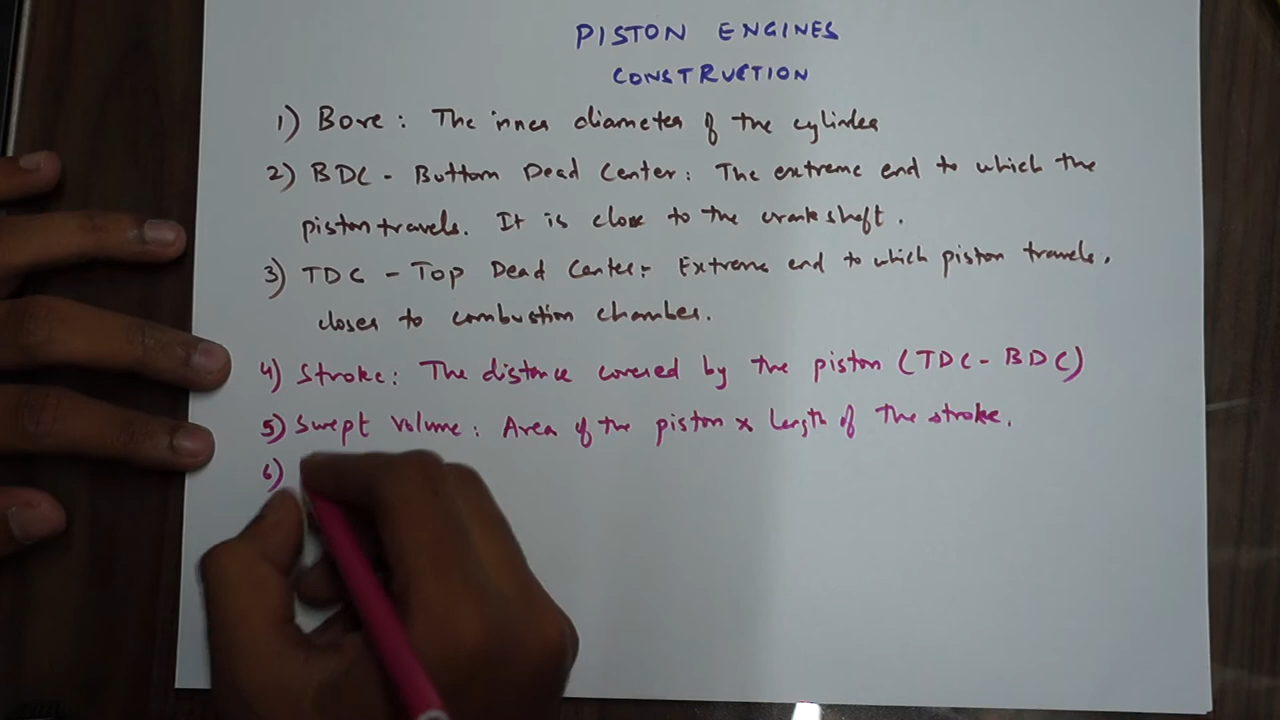 PISTON ENGINES
CONSTRUCTION
1) Bore: The inner diameter of the cylinder
2) BDC - Bottom Dead Center: The extreme end to which the
piston travels. It is close to the crankshaft.
3) TDC - Top Dead Center:- Extreme end to which piston travels,
closer to combustion chamber.
4) Stroke: The distance covered by the piston (TDC - BDC)
5) Swept Volume: Area of the piston x length of the stroke.
6)